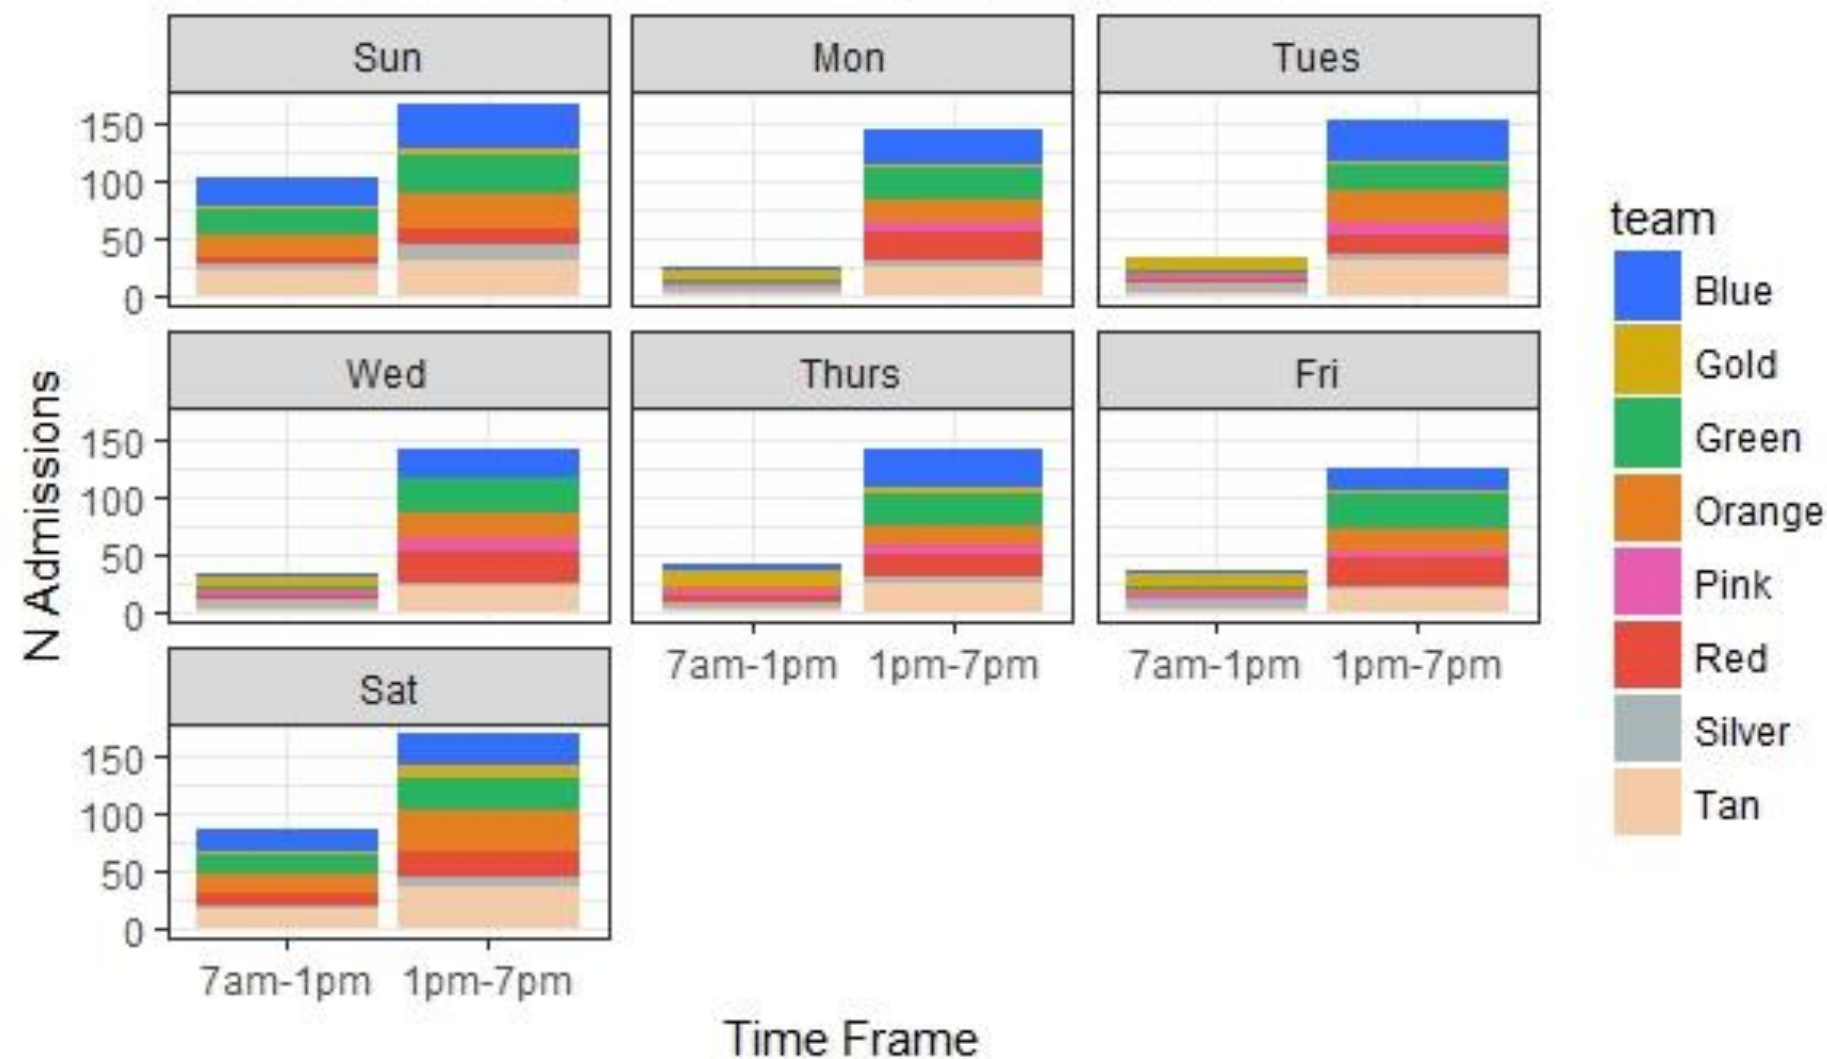 Sun
Mon
Tues
150
100
50
0
Wed
Thurs
Fri
150
100
50
0
7am-1pm 1pm-7pm
7am-1pm 1pm-7pm
Sat
150
100
50
0
7am-1pm 1pm-7pm
N Admissions
Time Frame
team
Blue
Gold
Green
Orange
Pink
Red
Silver
Tan